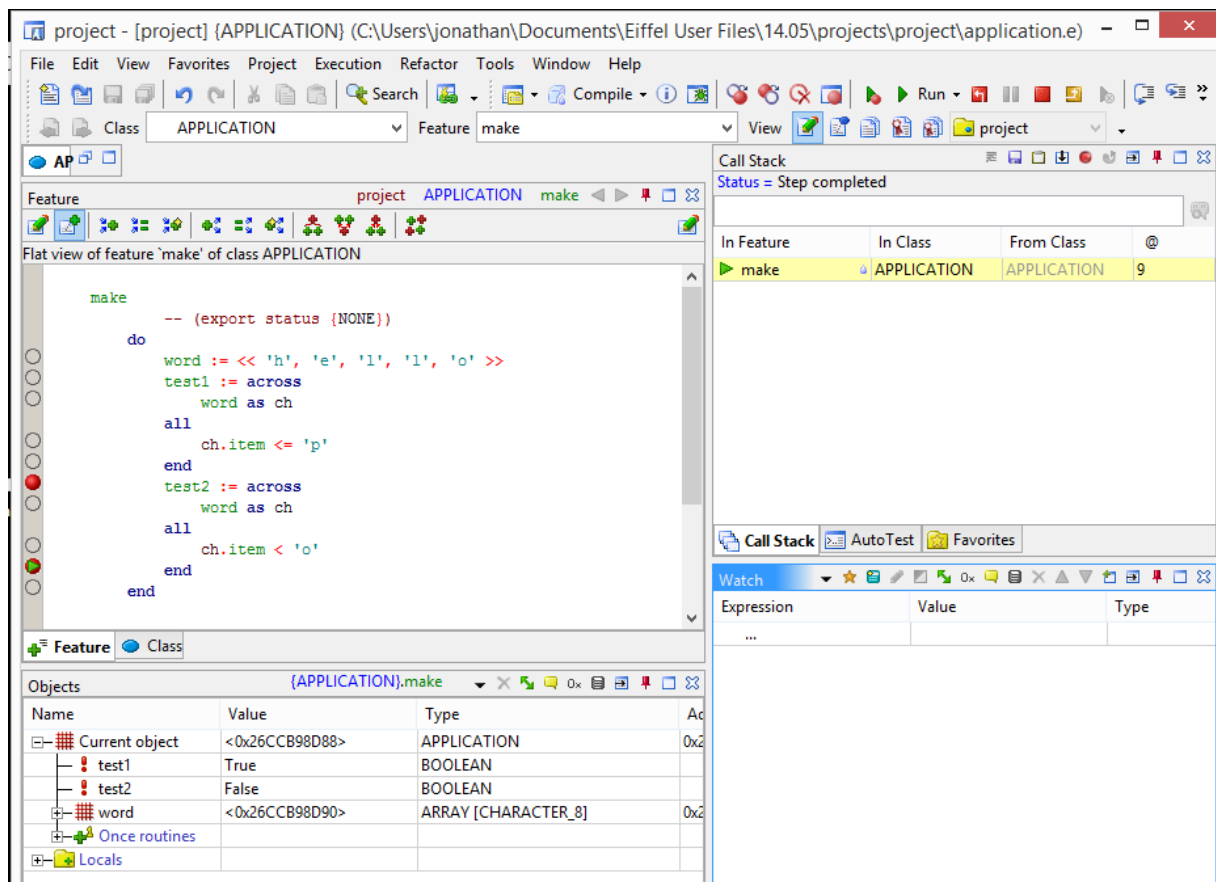 project - [project] {APPLICATION} (C:\Users\jonathan\Documents\Eiffel User Files\14.05\projects\project\application.e)
File Edit View Favorites Project Execution Refactor Tools Window Help
Search Compile Run
Class APPLICATION Feature make View project
AP
Feature project APPLICATION make
Flat view of feature `make' of class APPLICATION
make
-- (export status {NONE})
do
word := << 'h', 'e', 'l', 'l', 'o' >>
test1 := across
word as ch
all
ch.item <= 'p'
end
test2 := across
word as ch
all
ch.item < 'o'
end
end
Feature Class
Call Stack
Status = Step completed
In Feature In Class From Class @
make APPLICATION APPLICATION 9
Call Stack AutoTest Favorites
Watch 0x
Expression Value Type
...
Objects {APPLICATION}.make 0x
Name Value Type Ad
Current object <0x26CCB98D88> APPLICATION 0x2
test1 True BOOLEAN
test2 False BOOLEAN
word <0x26CCB98D90> ARRAY [CHARACTER_8] 0x2
Once routines
Locals